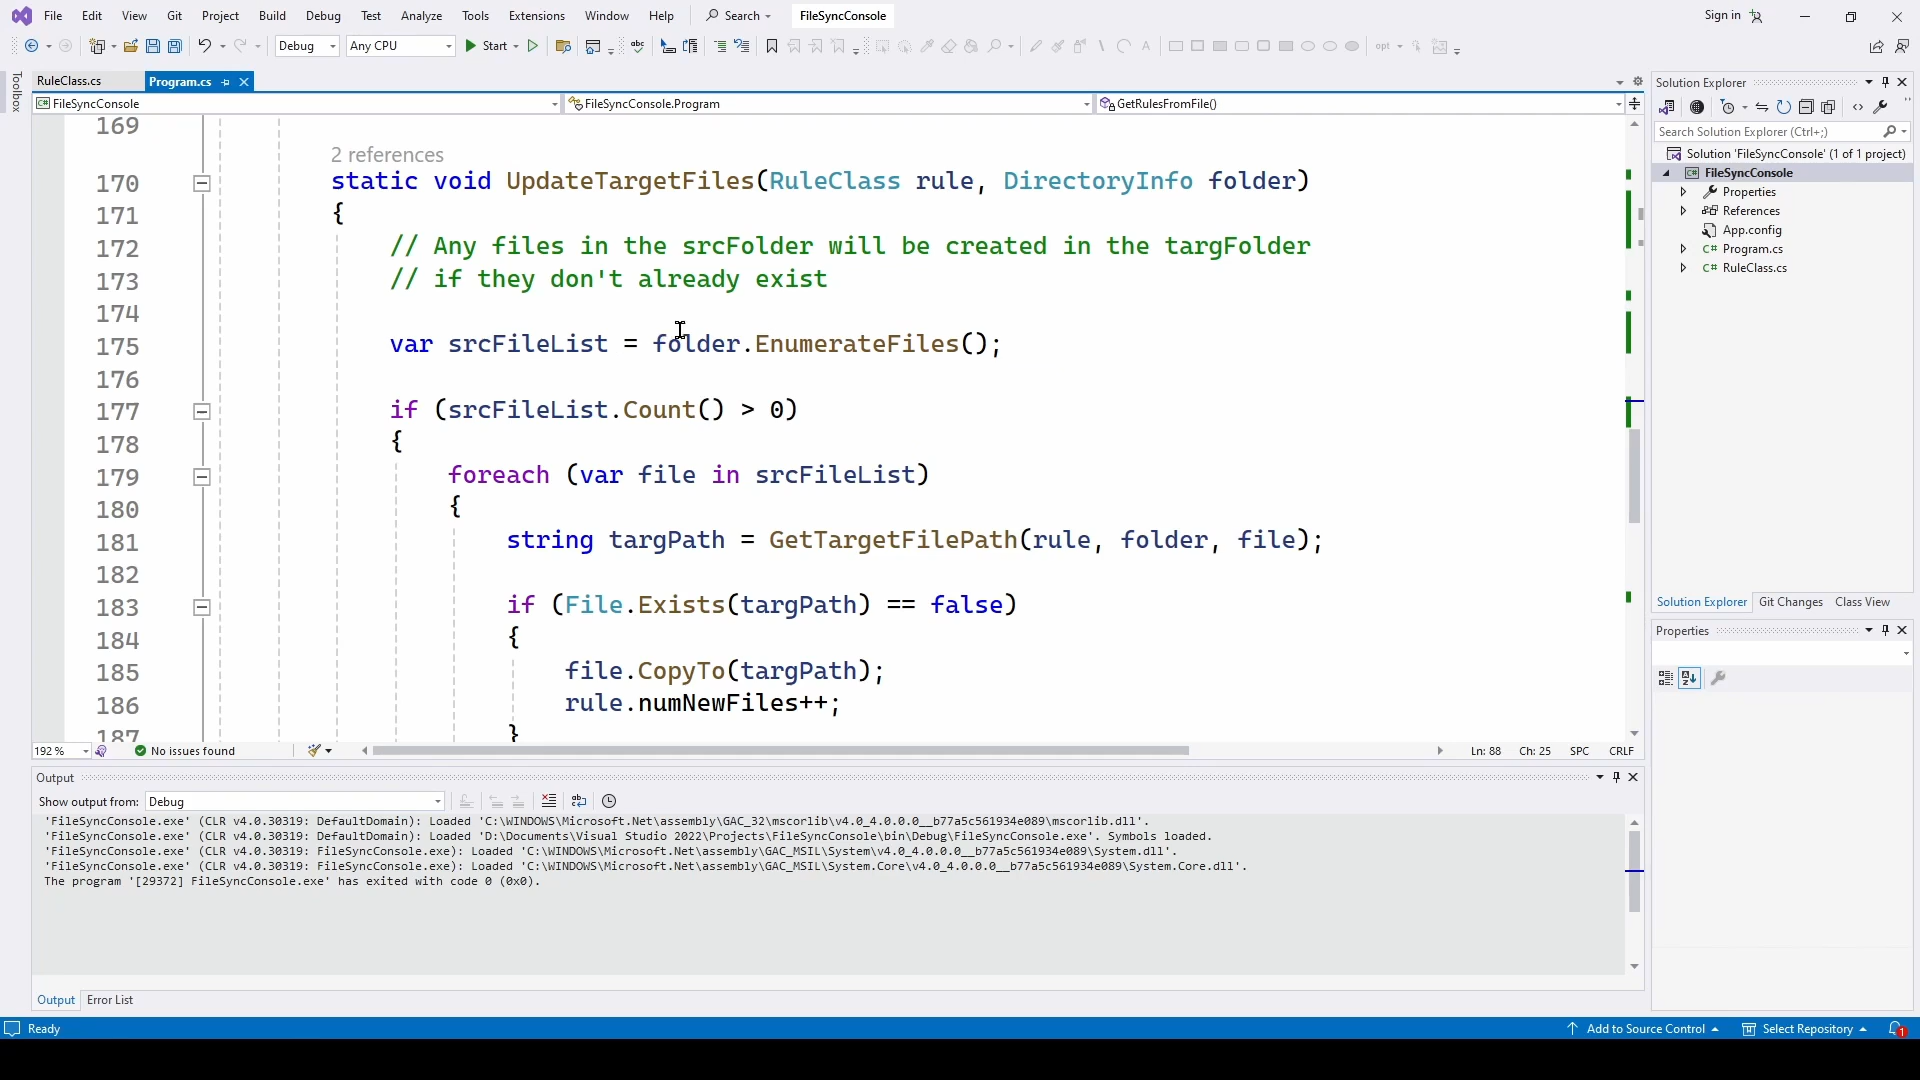 File Edit View Git Project Build Debug Test Analyze Tools Extensions Window Help Search FileSyncConsole Sign in
Debug Any CPU Start opt
Toolbox
RuleClass.cs Program.cs
FileSyncConsole FileSyncConsole.Program GetRulesFromFile()
169
2 references
170 static void UpdateTargetFiles(RuleClass rule, DirectoryInfo folder)
171 {
172 // Any files in the srcFolder will be created in the targFolder
173 // if they don't already exist
174
175 var srcFileList = folder.EnumerateFiles();
176
177 if (srcFileList.Count() > 0)
178 {
179 foreach (var file in srcFileList)
180 {
181 string targPath = GetTargetFilePath(rule, folder, file);
182
183 if (File.Exists(targPath) == false)
184 {
185 file.CopyTo(targPath);
186 rule.numNewFiles++;
187 }
192 % No issues found Ln: 88 Ch: 25 SPC CRLF
Output
Show output from: Debug
'FileSyncConsole.exe' (CLR v4.0.30319: DefaultDomain): Loaded 'C:\WINDOWS\Microsoft.Net\assembly\GAC_32\mscorlib\v4.0_4.0.0.0__b77a5c561934e089\mscorlib.dll'.
'FileSyncConsole.exe' (CLR v4.0.30319: DefaultDomain): Loaded 'D:\Documents\Visual Studio 2022\Projects\FileSyncConsole\bin\Debug\FileSyncConsole.exe'. Symbols loaded.
'FileSyncConsole.exe' (CLR v4.0.30319: FileSyncConsole.exe): Loaded 'C:\WINDOWS\Microsoft.Net\assembly\GAC_MSIL\System\v4.0_4.0.0.0__b77a5c561934e089\System.dll'.
'FileSyncConsole.exe' (CLR v4.0.30319: FileSyncConsole.exe): Loaded 'C:\WINDOWS\Microsoft.Net\assembly\GAC_MSIL\System.Core\v4.0_4.0.0.0__b77a5c561934e089\System.Core.dll'.
The program '[29372] FileSyncConsole.exe' has exited with code 0 (0x0).
Output Error List
Solution Explorer
Search Solution Explorer (Ctrl+;)
Solution 'FileSyncConsole' (1 of 1 project)
C# FileSyncConsole
Properties
References
App.config
C# Program.cs
C# RuleClass.cs
Solution Explorer Git Changes Class View
Properties
Ready Add to Source Control Select Repository 1